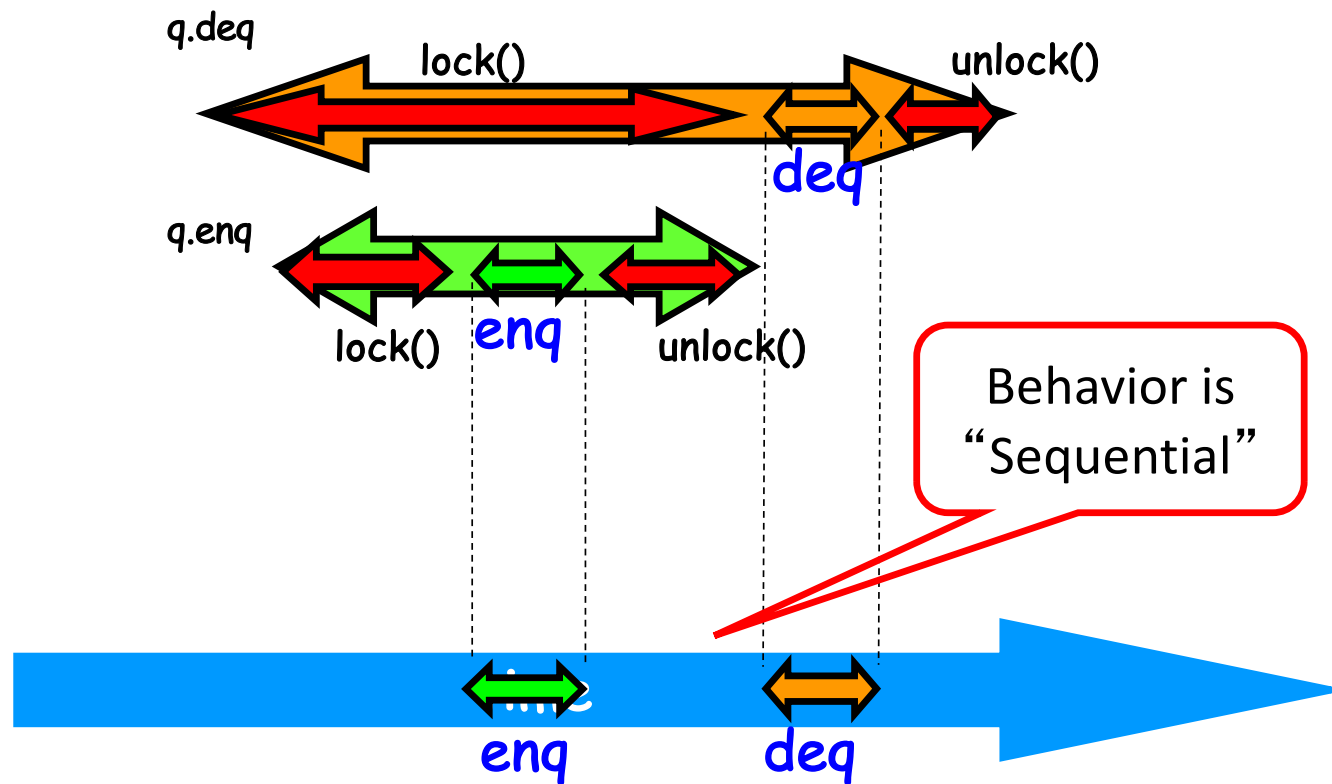 q.deq
lock()
unlock()
deq
q.enq
lock()
enq
unlock()
Behavior is
“Sequential”
enq
deq